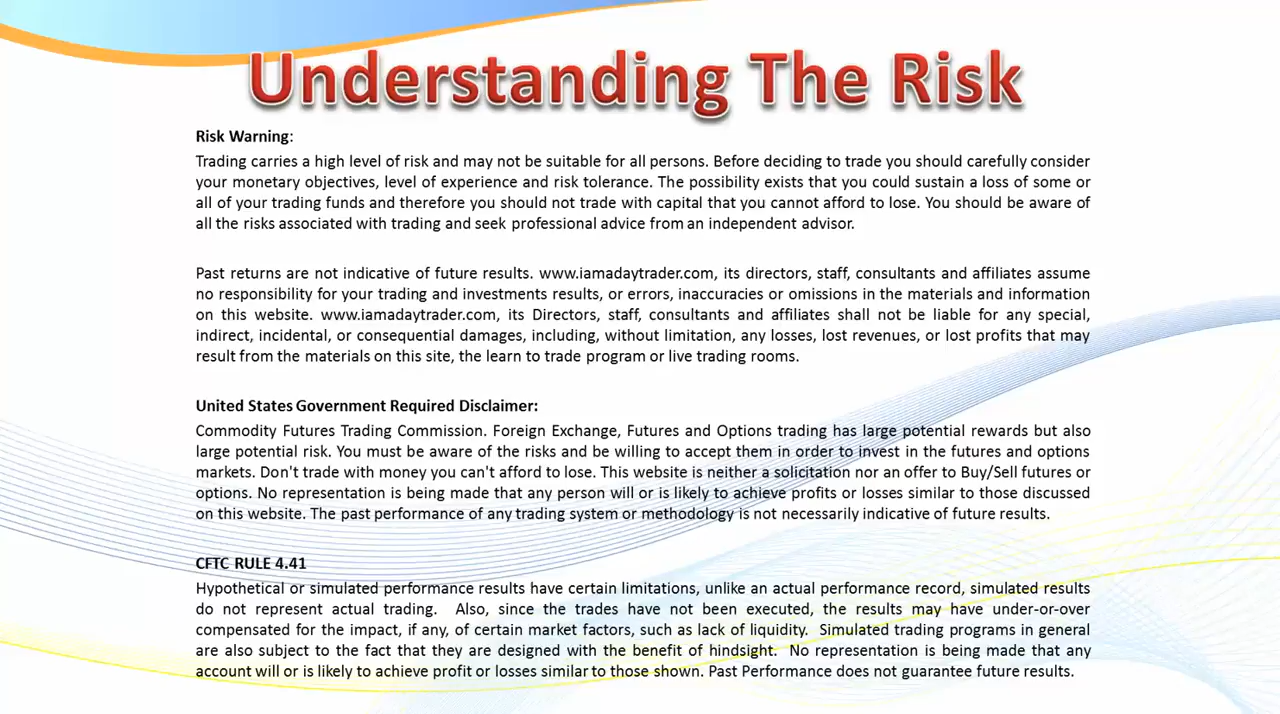 Understanding The Risk
Risk Warning:
Trading carries a high level of risk and may not be suitable for all persons. Before deciding to trade you should carefully consider
your monetary objectives, level of experience and risk tolerance. The possibility exists that you could sustain a loss of some or
all of your trading funds and therefore you should not trade with capital that you cannot afford to lose. You should be aware of
all the risks associated with trading and seek professional advice from an independent advisor.
Past returns are not indicative of future results. www.iamadaytrader.com, its directors, staff, consultants and affiliates assume
no responsibility for your trading and investments results, or errors, inaccuracies or omissions in the materials and information
on this website. www.iamadaytrader.com, its Directors, staff, consultants and affiliates shall not be liable for any special,
indirect, incidental, or consequential damages, including, without limitation, any losses, lost revenues, or lost profits that may
result from the materials on this site, the learn to trade program or live trading rooms.
United States Government Required Disclaimer:
Commodity Futures Trading Commission. Foreign Exchange, Futures and Options trading has large potential rewards but also
large potential risk. You must be aware of the risks and be willing to accept them in order to invest in the futures and options
markets. Don't trade with money you can't afford to lose. This website is neither a solicitation nor an offer to Buy/Sell futures or
options. No representation is being made that any person will or is likely to achieve profits or losses similar to those discussed
on this website. The past performance of any trading system or methodology is not necessarily indicative of future results.
CFTC RULE 4.41
Hypothetical or simulated performance results have certain limitations, unlike an actual performance record, simulated results
do not represent actual trading. Also, since the trades have not been executed, the results may have under-or-over
compensated for the impact, if any, of certain market factors, such as lack of liquidity. Simulated trading programs in general
are also subject to the fact that they are designed with the benefit of hindsight. No representation is being made that any
account will or is likely to achieve profit or losses similar to those shown. Past Performance does not guarantee future results.